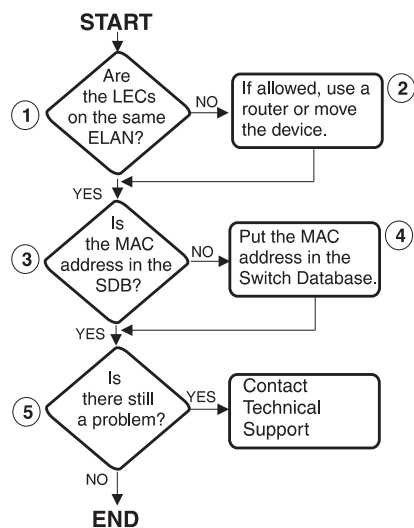 START
Are
the LECs
on the same
ELAN?
1
NO
If allowed, use a
router or move
the device.
2
YES
Is
the MAC
address in the
SDB?
3
NO
Put the MAC
address in the
Switch Database.
4
YES
Is
there still
a problem?
5
YES
Contact
Technical
Support
NO
END